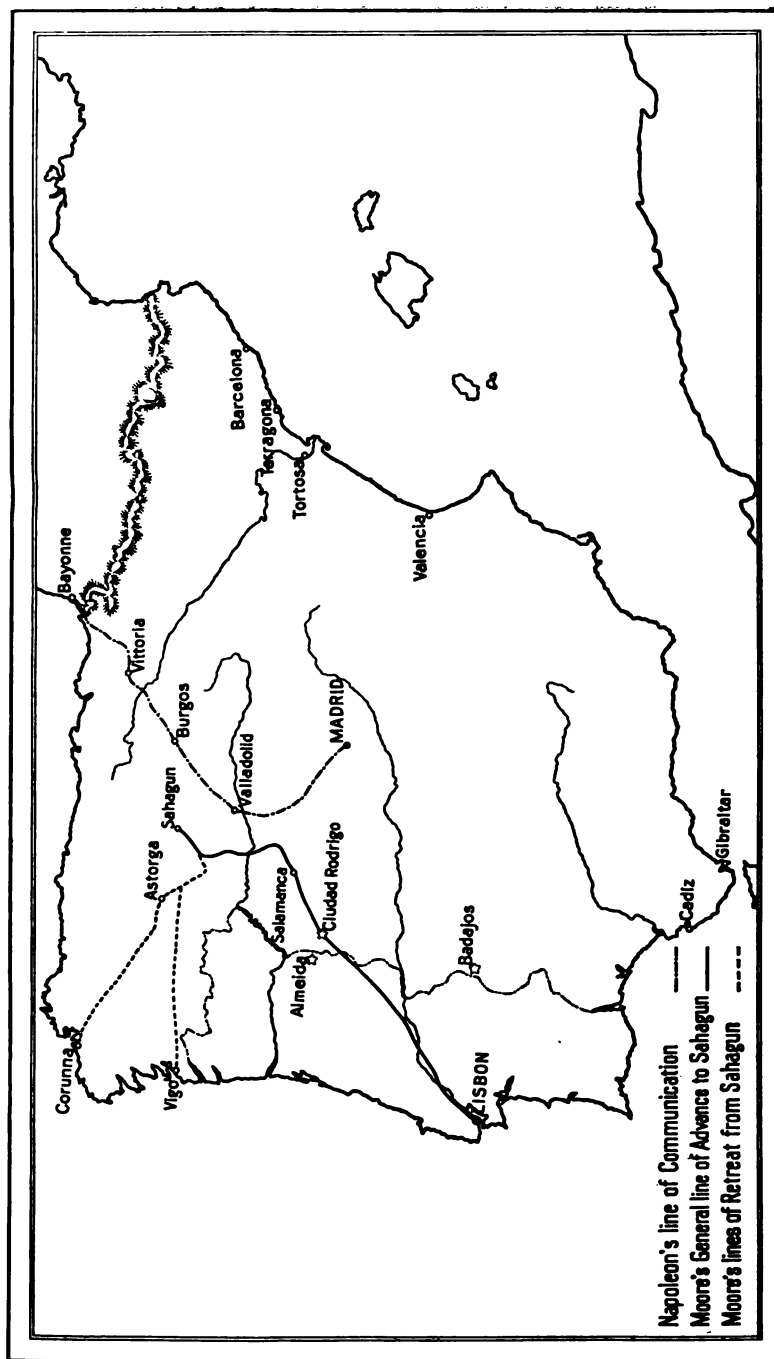 Corunna
Vigo
Astorga
Sahagun
Burgos
Vittoria
Bayonne
Valladolid
Salamanca
Ciudad Rodrigo
Almeida
MADRID
Barcelona
Tarragona
Tortosa
Valencia
LISBON
Badajos
Cadiz
Gibraltar
Napoleon's line of Communication
Moore's General line of Advance to Sahagun
Moore's lines of Retreat from Sahagun